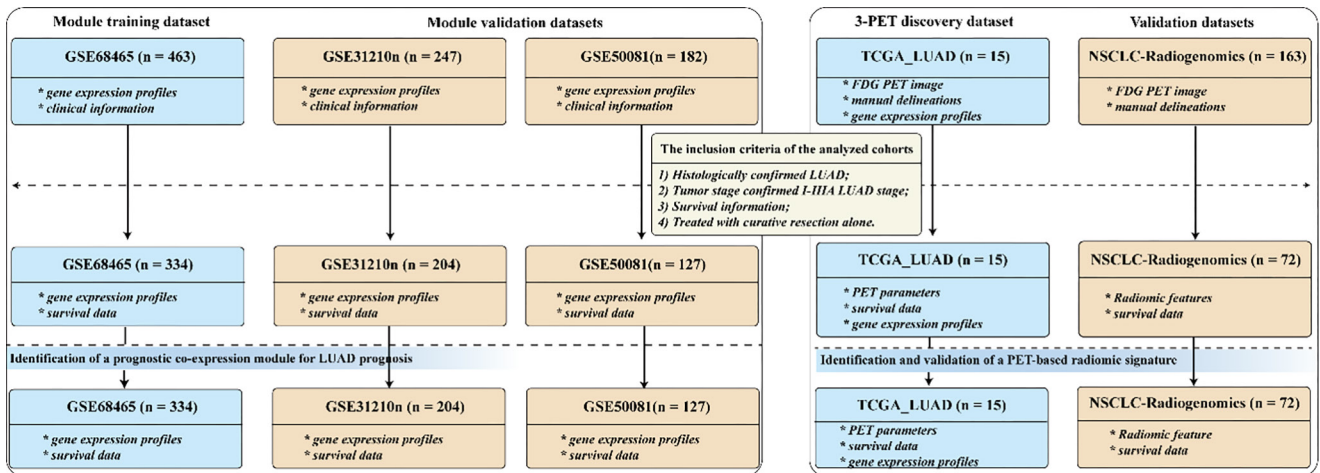 Module training dataset
Module validation datasets
GSE68465 (n = 463)
* gene expression profiles
* clinical information
GSE31210n (n = 247)
* gene expression profiles
* clinical information
GSE50081 (n = 182)
* gene expression profiles
* clinical information
3-PET discovery dataset
Validation datasets
TCGA_LUAD (n = 15)
* FDG PET image
* manual delineations
* gene expression profiles
NSCLC-Radiogenomics (n = 163)
* FDG PET image
* manual delineations
The inclusion criteria of the analyzed cohorts
1) Histologically confirmed LUAD;
2) Tumor stage confirmed I-IIIA LUAD stage;
3) Survival information;
4) Treated with curative resection alone.
GSE68465 (n = 334)
* gene expression profiles
* survival data
GSE31210n (n = 204)
* gene expression profiles
* survival data
GSE50081(n = 127)
* gene expression profiles
* survival data
TCGA_LUAD (n = 15)
* PET parameters
* survival data
* gene expression profiles
NSCLC-Radiogenomics (n = 72)
* Radiomic features
* survival data
Identification of a prognostic co-expression module for LUAD prognosis
Identification and validation of a PET-based radiomic signature
GSE68465 (n = 334)
* gene expression profiles
* survival data
GSE31210n (n = 204)
* gene expression profiles
* survival data
GSE50081(n = 127)
* gene expression profiles
* survival data
TCGA_LUAD (n = 15)
* PET parameters
* survival data
* gene expression profiles
NSCLC-Radiogenomics (n = 72)
* Radiomic feature
* survival data